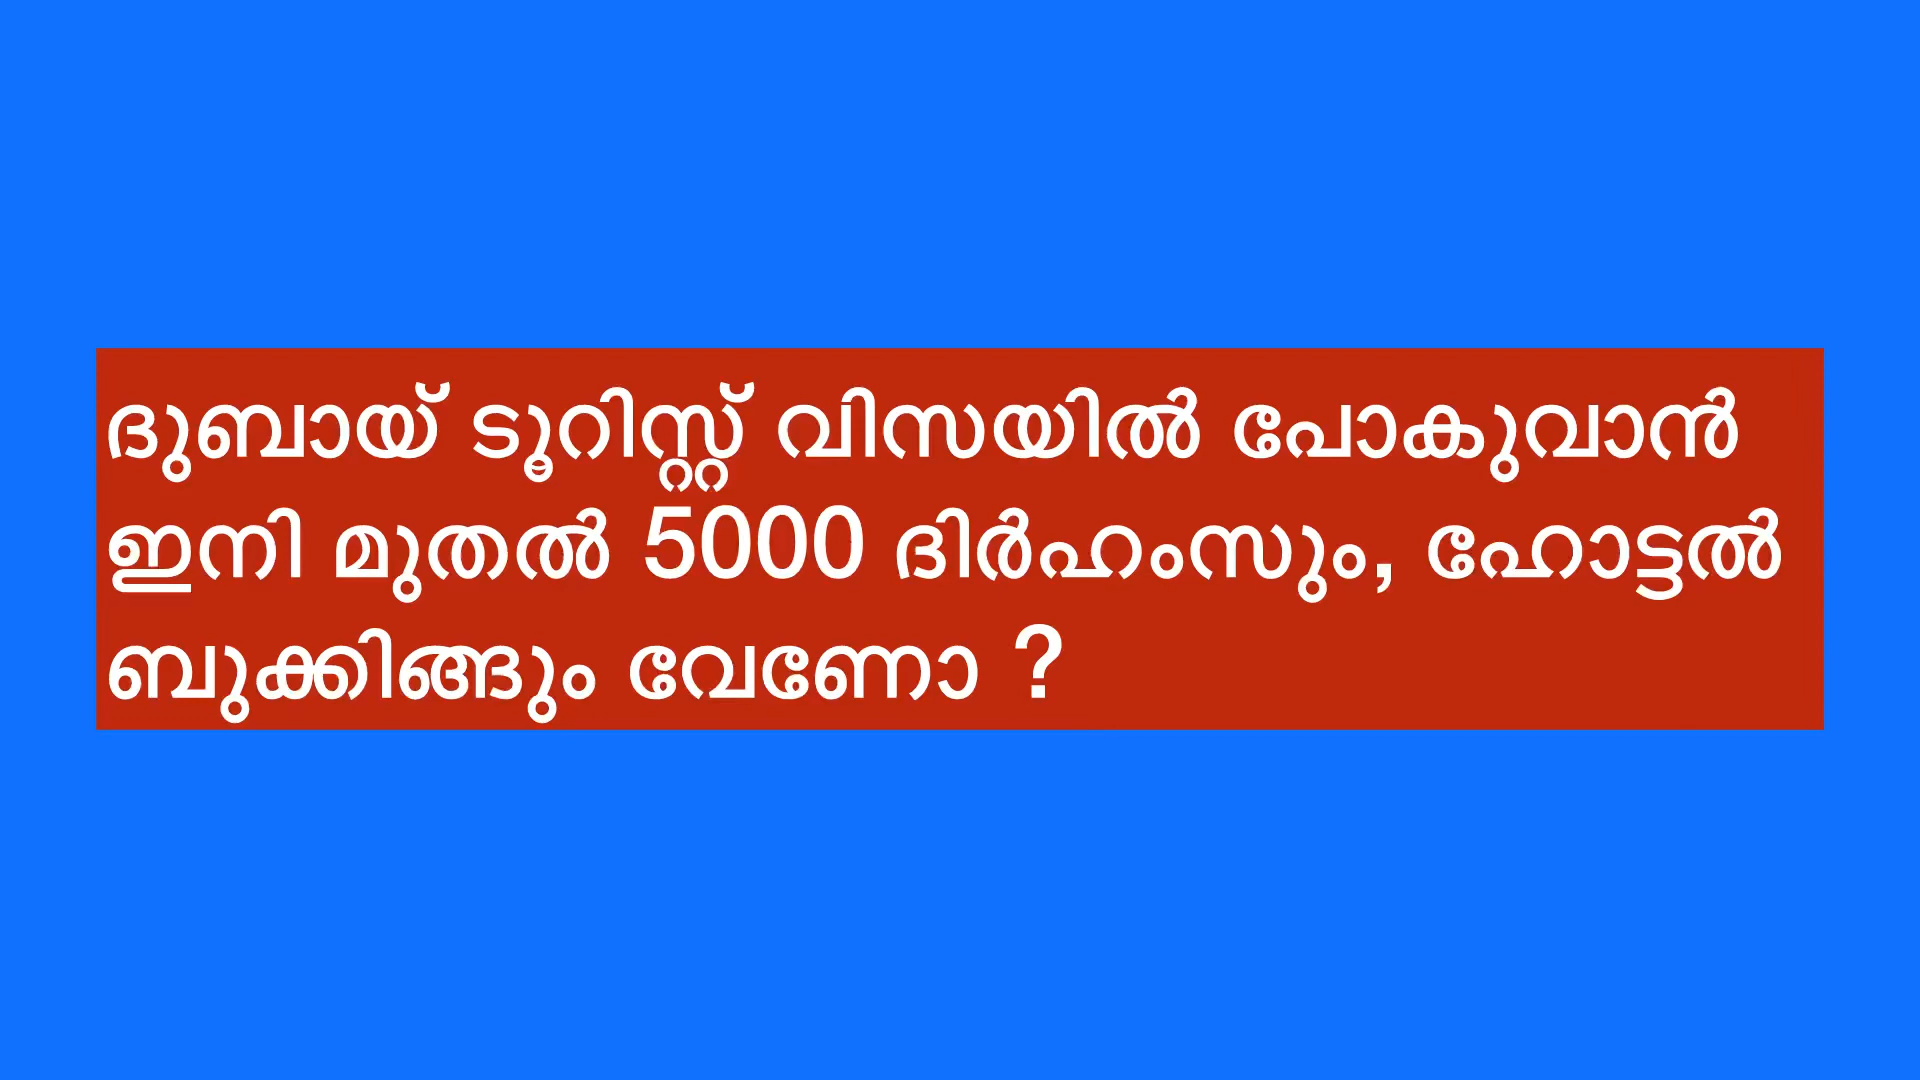 ദുബായ് ടൂറിസ്റ്റ് വിസയിൽ പോകുവാൻ
ഇനി മുതൽ 5000 ദിർഹംസും, ഹോട്ടൽ
ബുക്കിങ്ങും വേണോ ?